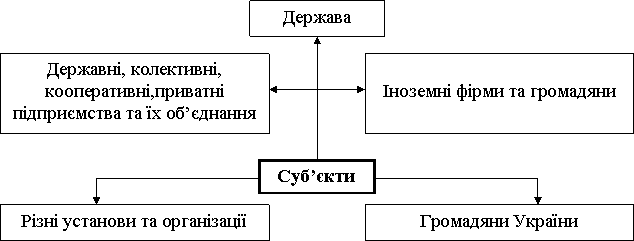 Держава
Державні, колективні,
кооперативні,приватні
підприємства та їх об’єднання
Іноземні фірми та громадяни
Суб’єкти
Різні установи та організації
Громадяни України